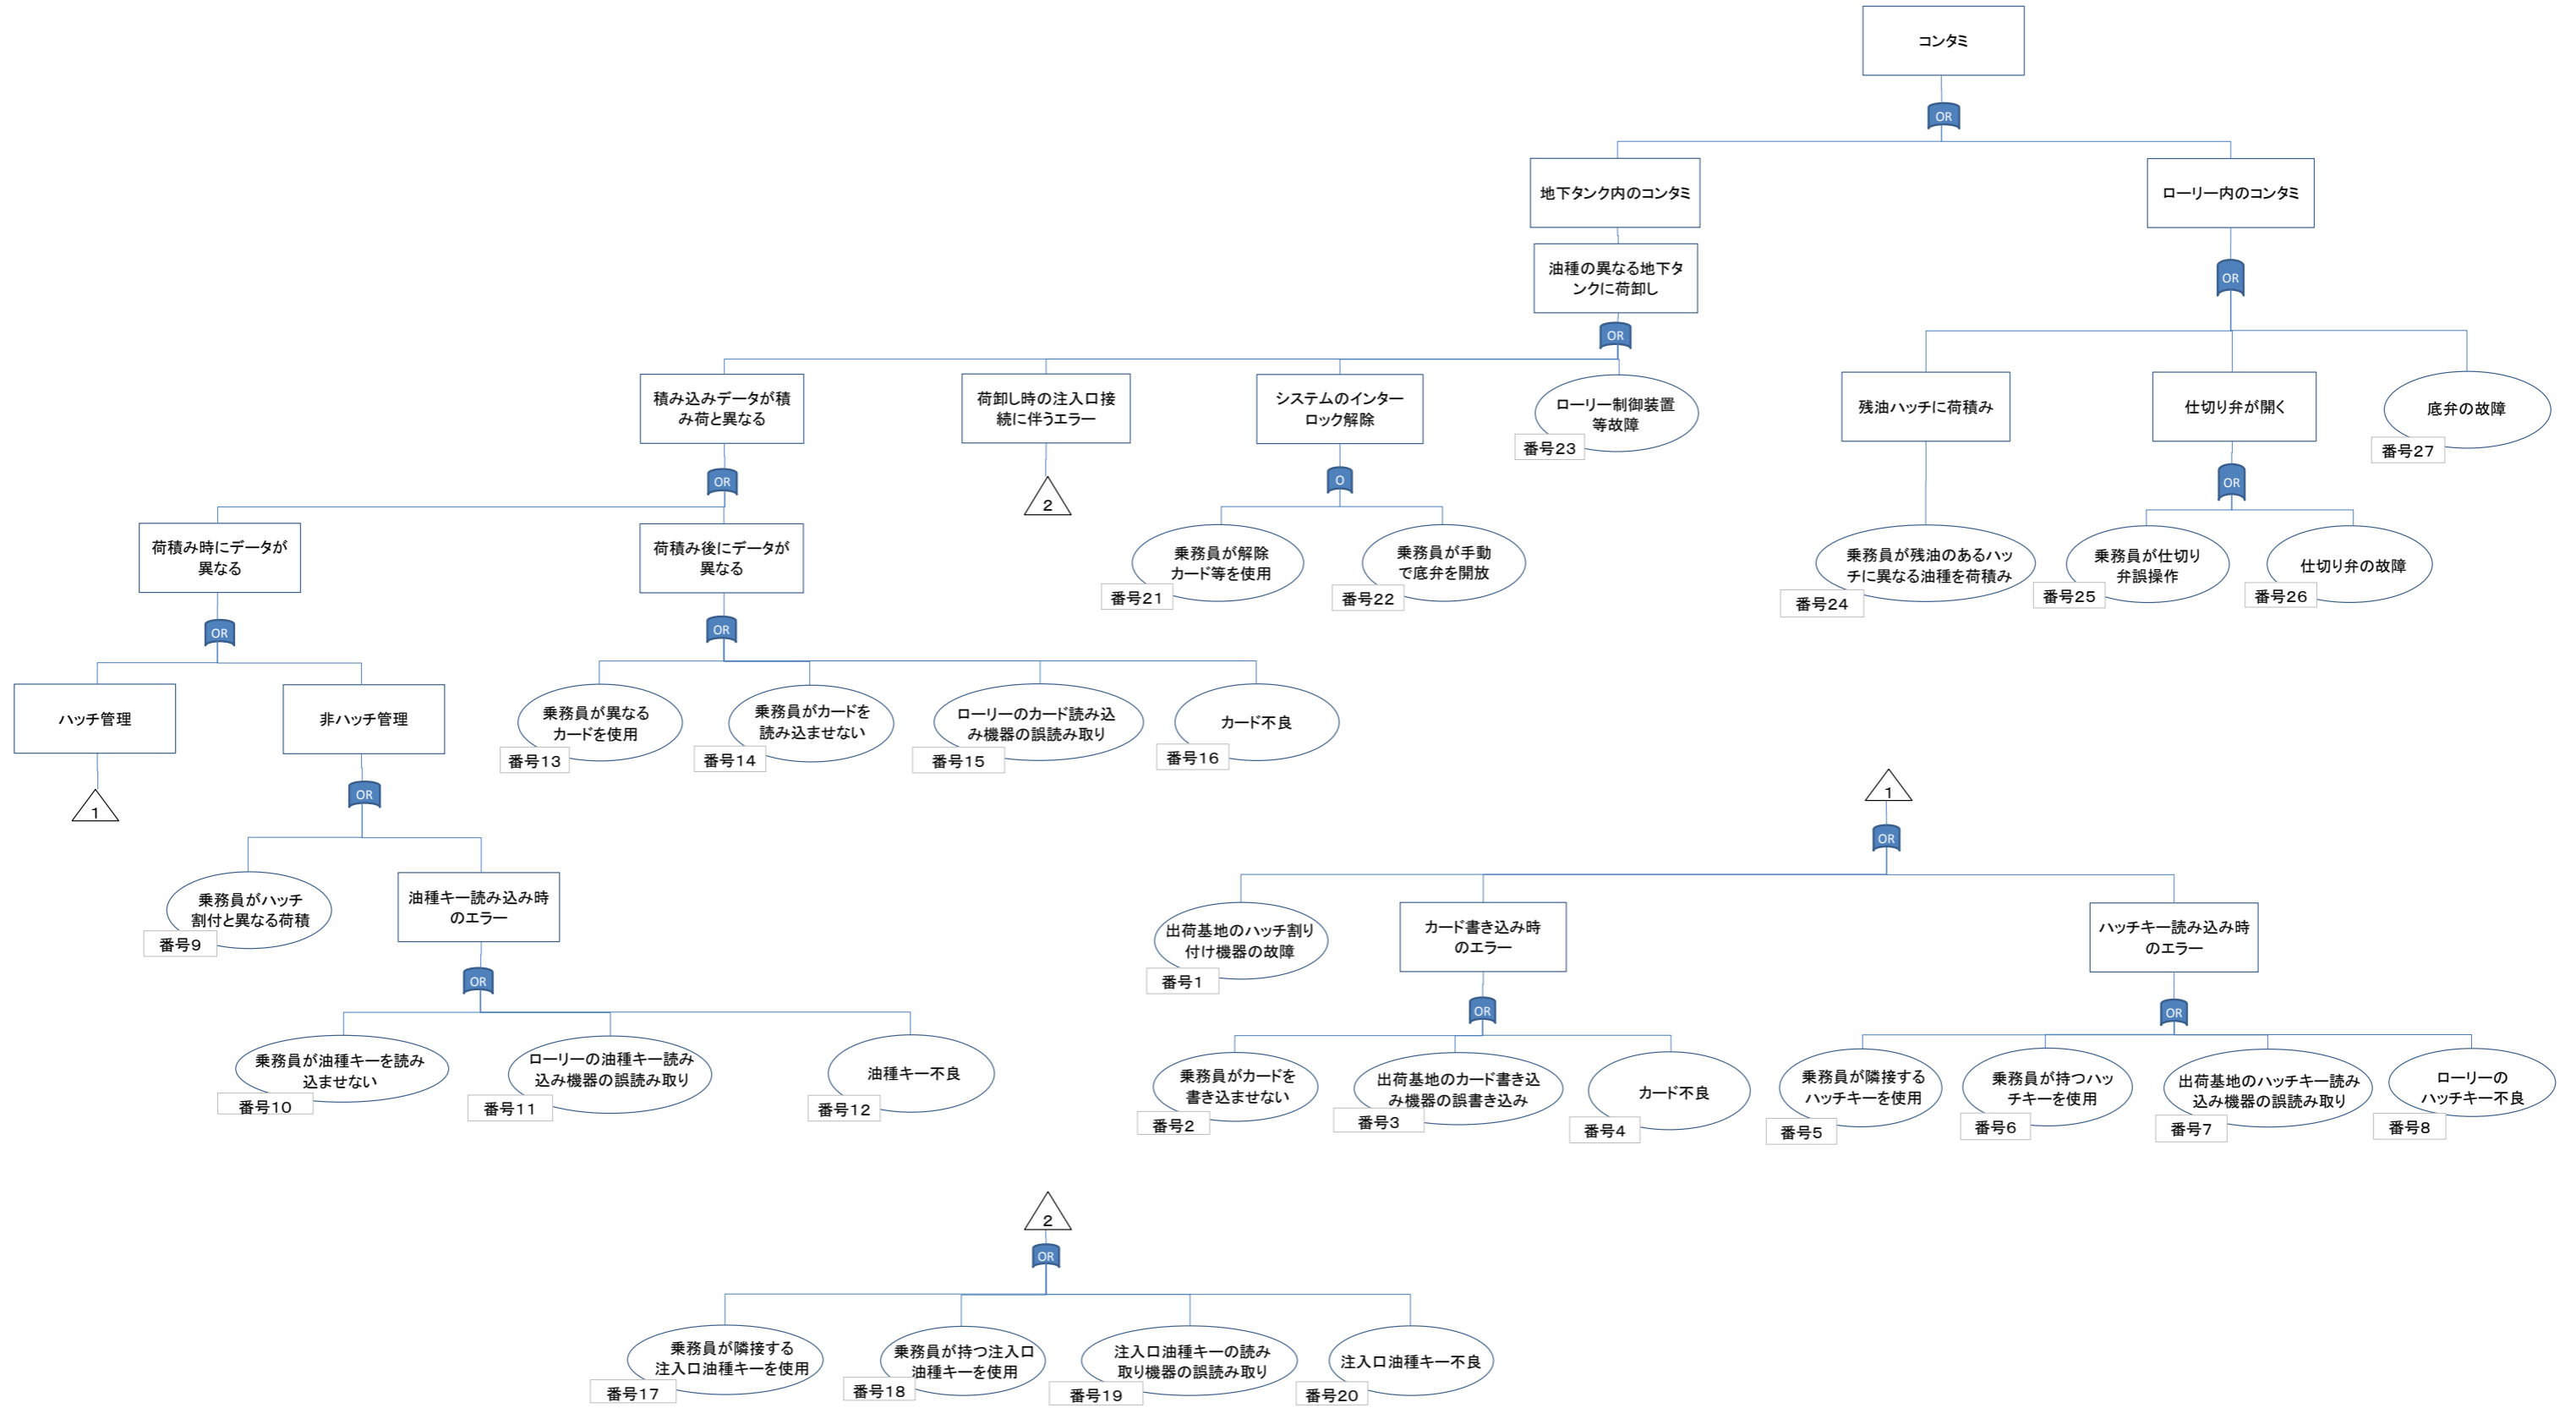 コンタミ
OR
地下タンク内のコンタミ
ローリー内のコンタミ
油種の異なる地下タ
ンクに荷卸し
OR
OR
積み込みデータが積
み荷と異なる
荷卸し時の注入口接
続に伴うエラー
システムのインター
ロック解除
ローリー制御装置
等故障
番号23
残油ハッチに荷積み
仕切り弁が開く
底弁の故障
番号27
OR
2
O
OR
荷積み時にデータが
異なる
荷積み後にデータが
異なる
乗務員が解除
カード等を使用
番号21
乗務員が手動
で底弁を開放
番号22
乗務員が残油のあるハッ
チに異なる油種を荷積み
番号24
乗務員が仕切り
弁誤操作
番号25
仕切り弁の故障
番号26
OR
OR
ハッチ管理
非ハッチ管理
乗務員が異なる
カードを使用
番号13
乗務員がカードを
読み込ませない
番号14
ローリーのカード読み込
み機器の誤読み取り
番号15
カード不良
番号16
1
OR
1
OR
乗務員がハッチ
割付と異なる荷積
番号9
油種キー読み込み時
のエラー
出荷基地のハッチ割り
付け機器の故障
番号1
カード書き込み時
のエラー
ハッチキー読み込み時
のエラー
OR
OR
OR
乗務員が油種キーを読み
込ませない
番号10
ローリーの油種キー読み
込み機器の誤読み取り
番号11
油種キー不良
番号12
乗務員がカードを
書き込ませない
番号2
出荷基地のカード書き込
み機器の誤書き込み
番号3
カード不良
番号4
乗務員が隣接する
ハッチキーを使用
番号5
乗務員が持つハッ
チキーを使用
番号6
出荷基地のハッチキー読み
込み機器の誤読み取り
番号7
ローリーの
ハッチキー不良
番号8
2
OR
乗務員が隣接する
注入口油種キーを使用
番号17
乗務員が持つ注入口
油種キーを使用
番号18
注入口油種キーの読み
取り機器の誤読み取り
番号19
注入口油種キー不良
番号20